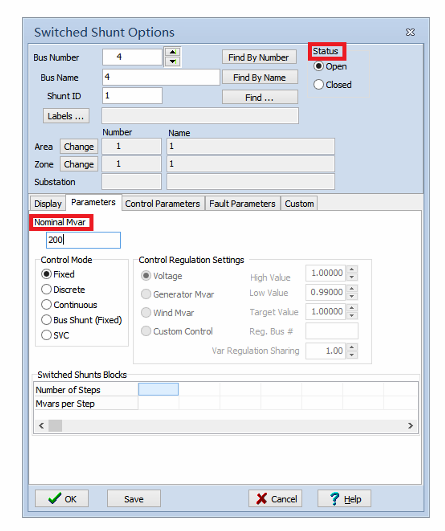 Switched Shunt Options
Status
Bus Number 4 Find By Number
Open
Bus Name 4 Find By Name
Closed
Shunt ID 1 Find ...
Labels ...
Number Name
Area Change 1 1
Zone Change 1 1
Substation
Display Parameters Control Parameters Fault Parameters Custom
Nominal Mvar
200
Control Mode Control Regulation Settings
Fixed Voltage High Value 1.00000
Discrete Generator Mvar Low Value 0.99000
Continuous Wind Mvar Target Value 1.00000
Bus Shunt (Fixed) Custom Control Reg. Bus #
SVC Var Regulation Sharing 1.00
Switched Shunts Blocks
Number of Steps
Mvars per Step
OK Save Cancel ? Help